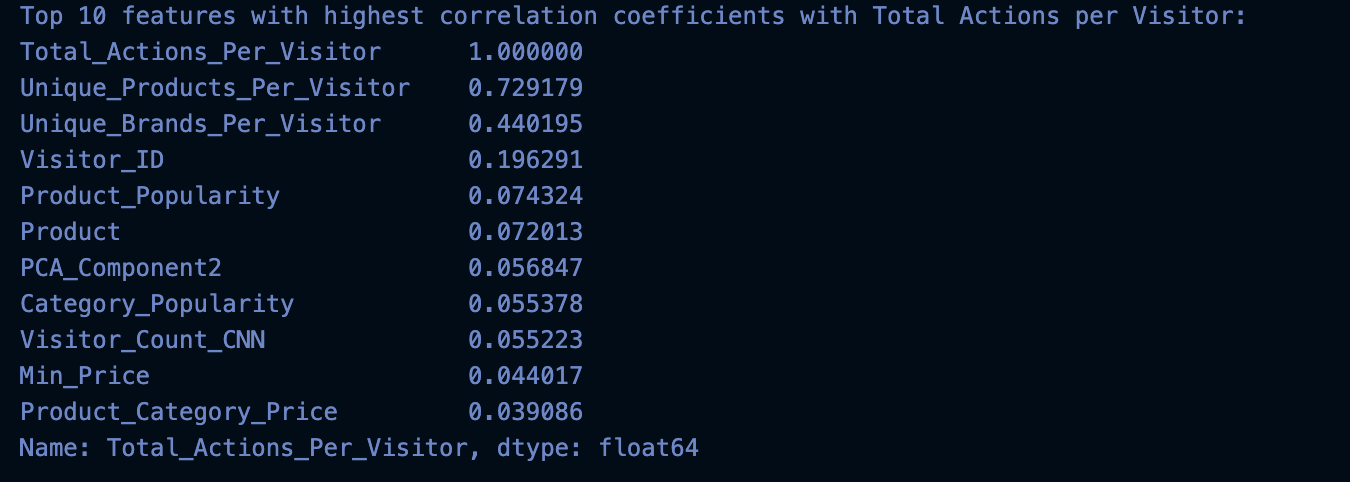 Top 10 features with highest correlation coefficients with Total Actions per Visitor:
Total_Actions_Per_Visitor 1.000000
Unique_Products_Per_Visitor 0.729179
Unique_Brands_Per_Visitor 0.440195
Visitor_ID 0.196291
Product_Popularity 0.074324
Product 0.072013
PCA_Component2 0.056847
Category_Popularity 0.055378
Visitor_Count_CNN 0.055223
Min_Price 0.044017
Product_Category_Price 0.039086
Name: Total_Actions_Per_Visitor, dtype: float64